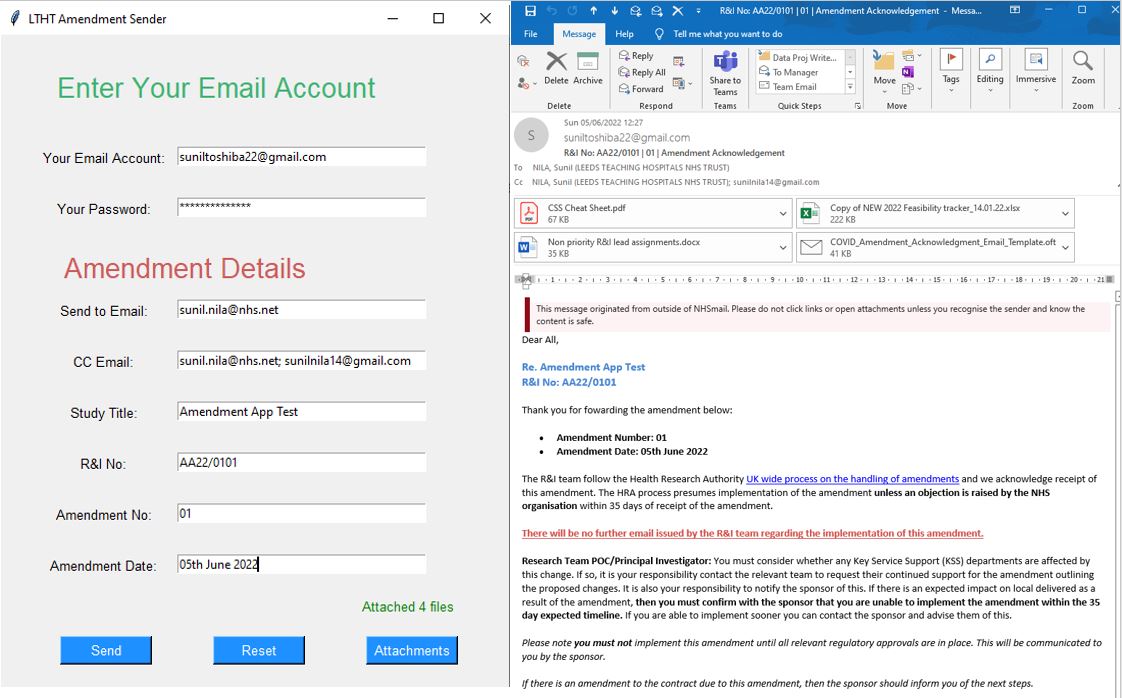 LTHT Amendment Sender
Enter Your Email Account
Your Email Account: suniltoshiba22@gmail.com
Your Password: **************
Amendment Details
Send to Email: sunil.nila@nhs.net
CC Email: sunil.nila@nhs.net; sunilnila14@gmail.com
Study Title: Amendment App Test
R&I No: AA22/0101
Amendment No: 01
Amendment Date: 05th June 2022
Attached 4 files
Send Reset Attachments
R&I No: AA22/0101 | 01 | Amendment Acknowledgement - Messa...
File Message Help Tell me what you want to do
Delete Archive
Delete
Reply
Reply All
Forward
Respond
Share to
Teams
Teams
Data Proj Write...
To Manager
Team Email
Quick Steps
Move
Move
Tags
Editing
Immersive
Zoom
Zoom
S
Sun 05/06/2022 12:27
suniltoshiba22@gmail.com
R&I No: AA22/0101 | 01 | Amendment Acknowledgement
To NILA, Sunil (LEEDS TEACHING HOSPITALS NHS TRUST)
Cc NILA, Sunil (LEEDS TEACHING HOSPITALS NHS TRUST); sunilnila14@gmail.com
CSS Cheat Sheet.pdf
67 KB
Copy of NEW 2022 Feasibility tracker_14.01.22.xlsx
222 KB
Non priority R&I lead assignments.docx
35 KB
COVID_Amendment_Acknowledgment_Email_Template.oft
41 KB
1 2 3 4 5 6 7 8 9 10 11 12 13 14 15 16 17 18 19 20 21
This message originated from outside of NHSmail. Please do not click links or open attachments unless you recognise the sender and know the
content is safe.
Dear All,
Re. Amendment App Test
R&I No: AA22/0101
Thank you for fowarding the amendment below:
• Amendment Number: 01
• Amendment Date: 05th June 2022
The R&I team follow the Health Research Authority UK wide process on the handling of amendments and we acknowledge receipt of
this amendment. The HRA process presumes implementation of the amendment unless an objection is raised by the NHS
organisation within 35 days of receipt of the amendment.
There will be no further email issued by the R&I team regarding the implementation of this amendment.
Research Team POC/Principal Investigator: You must consider whether any Key Service Support (KSS) departments are affected by
this change. If so, it is your responsibility contact the relevant team to request their continued support for the amendment outlining
the proposed changes. It is also your responsibility to notify the sponsor of this. If there is an expected impact on local delivered as a
result of the amendment, then you must confirm with the sponsor that you are unable to implement the amendment within the 35
day expected timeline. If you are able to implement sooner you can contact the sponsor and advise them of this.
Please note you must not implement this amendment until all relevant regulatory approvals are in place. This will be communicated to
you by the sponsor.
If there is an amendment to the contract due to this amendment, then the sponsor should inform you of the next steps.